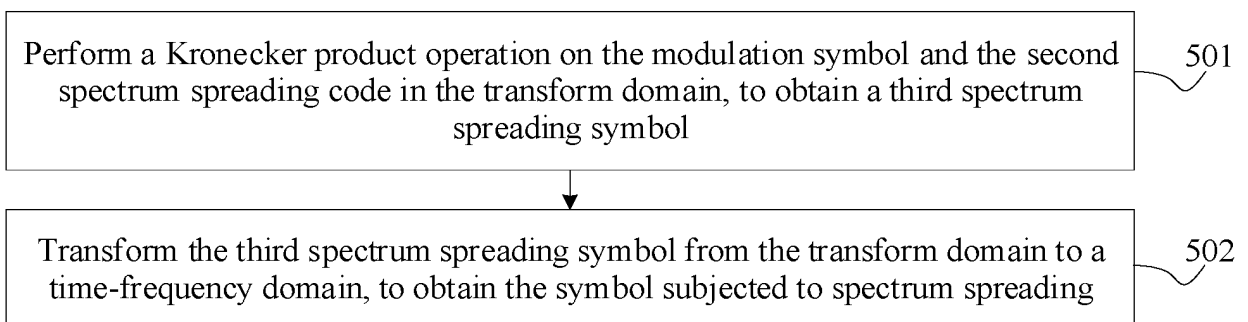 Perform a Kronecker product operation on the modulation symbol and the second
spectrum spreading code in the transform domain, to obtain a third spectrum
spreading symbol
501
Transform the third spectrum spreading symbol from the transform domain to a
time-frequency domain, to obtain the symbol subjected to spectrum spreading
502